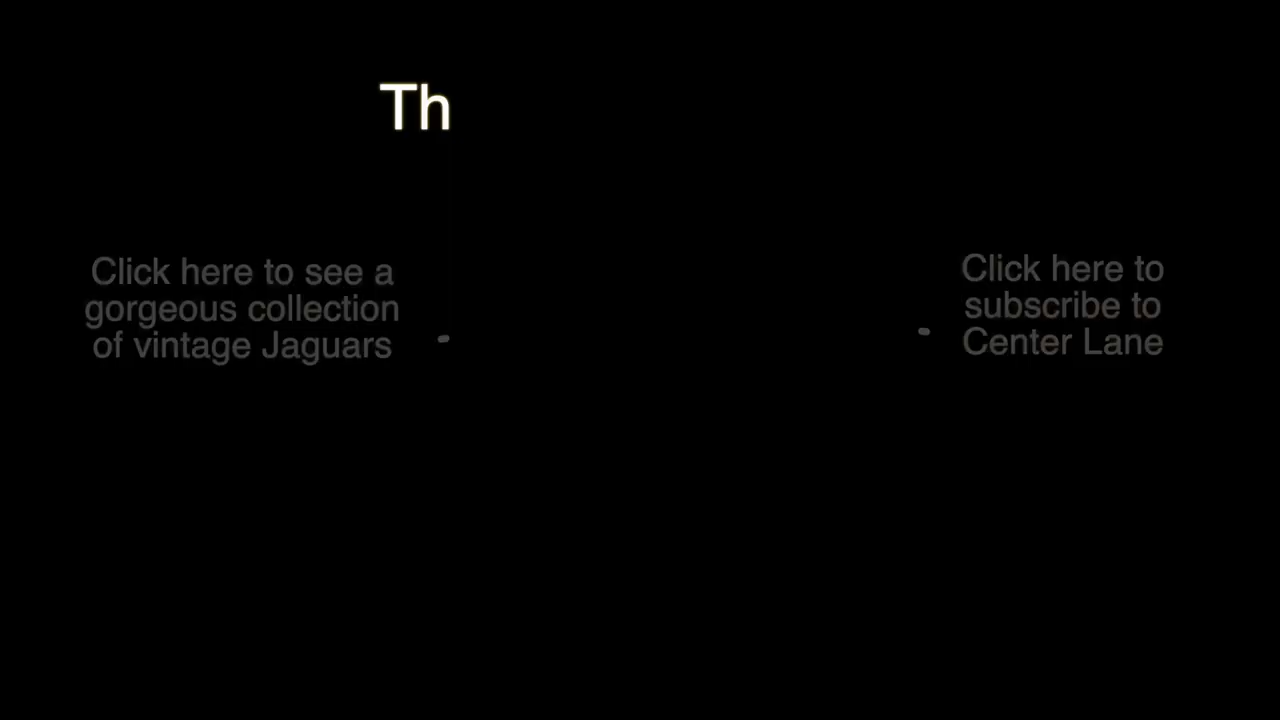 Th
Click here to see a
gorgeous collection
of vintage Jaguars
Click here to
subscribe to
Center Lane